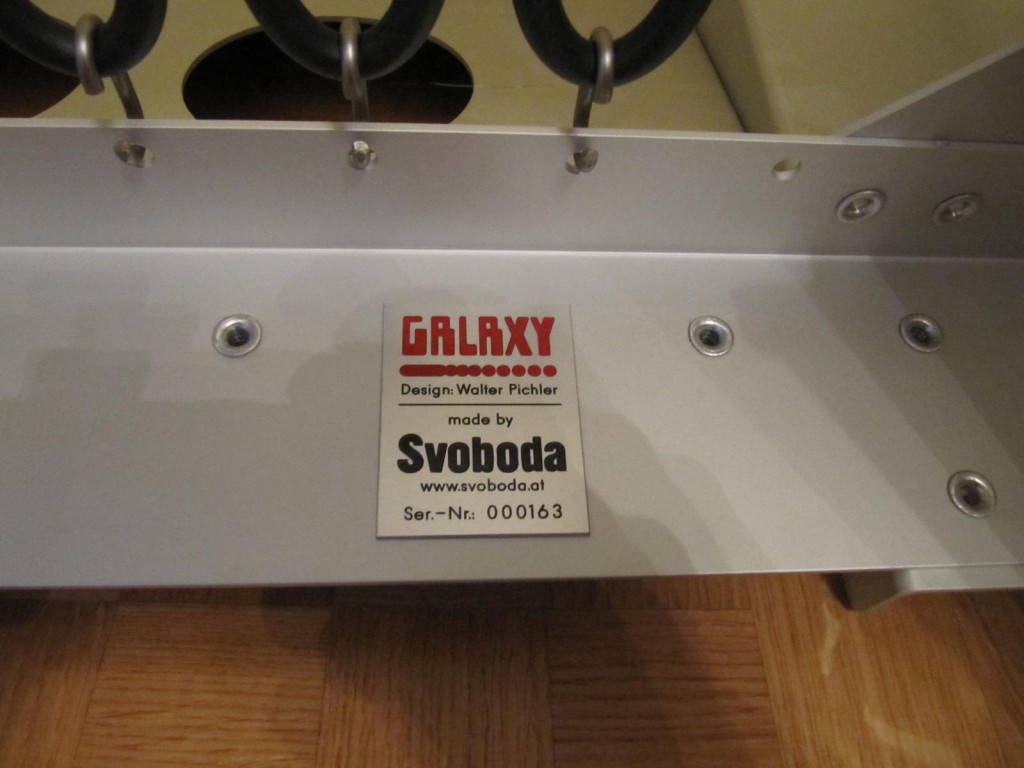 GALAXY
Design: Walter Pichler
made by
Svoboda
www.svoboda.at
Ser.-Nr.: 000163